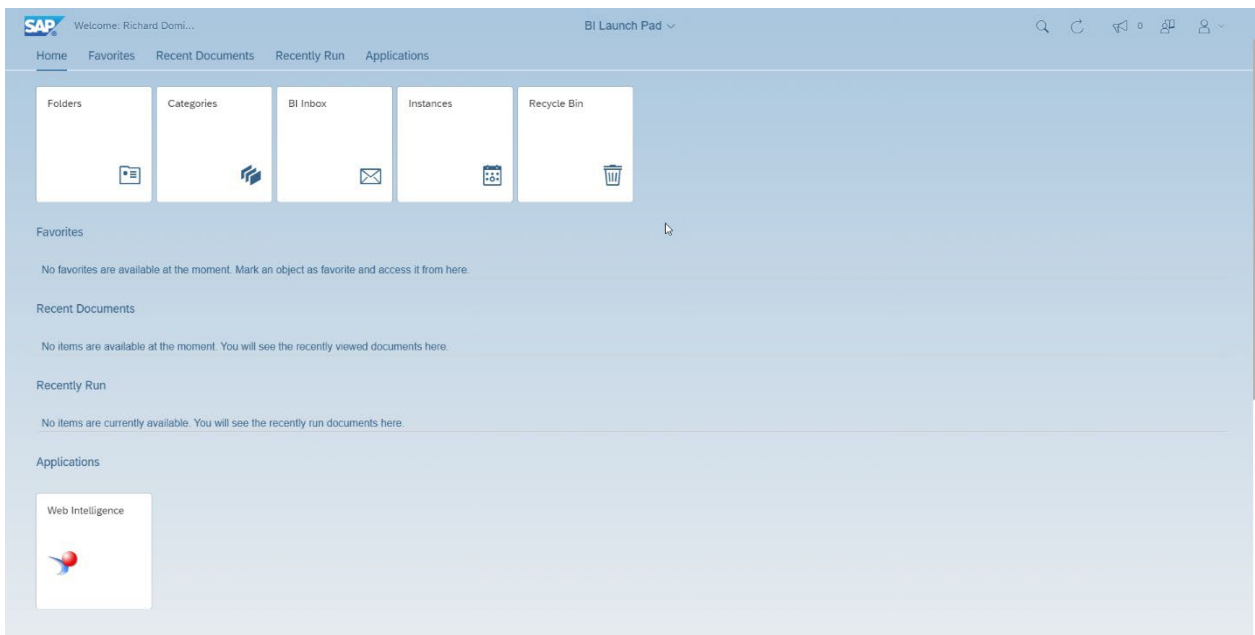 SAP Welcome: Richard Domi... BI Launch Pad 0
Home Favorites Recent Documents Recently Run Applications
Folders Categories BI Inbox Instances Recycle Bin
Favorites
No favorites are available at the moment. Mark an object as favorite and access it from here.
Recent Documents
No items are available at the moment. You will see the recently viewed documents here.
Recently Run
No items are currently available. You will see the recently run documents here.
Applications
Web Intelligence